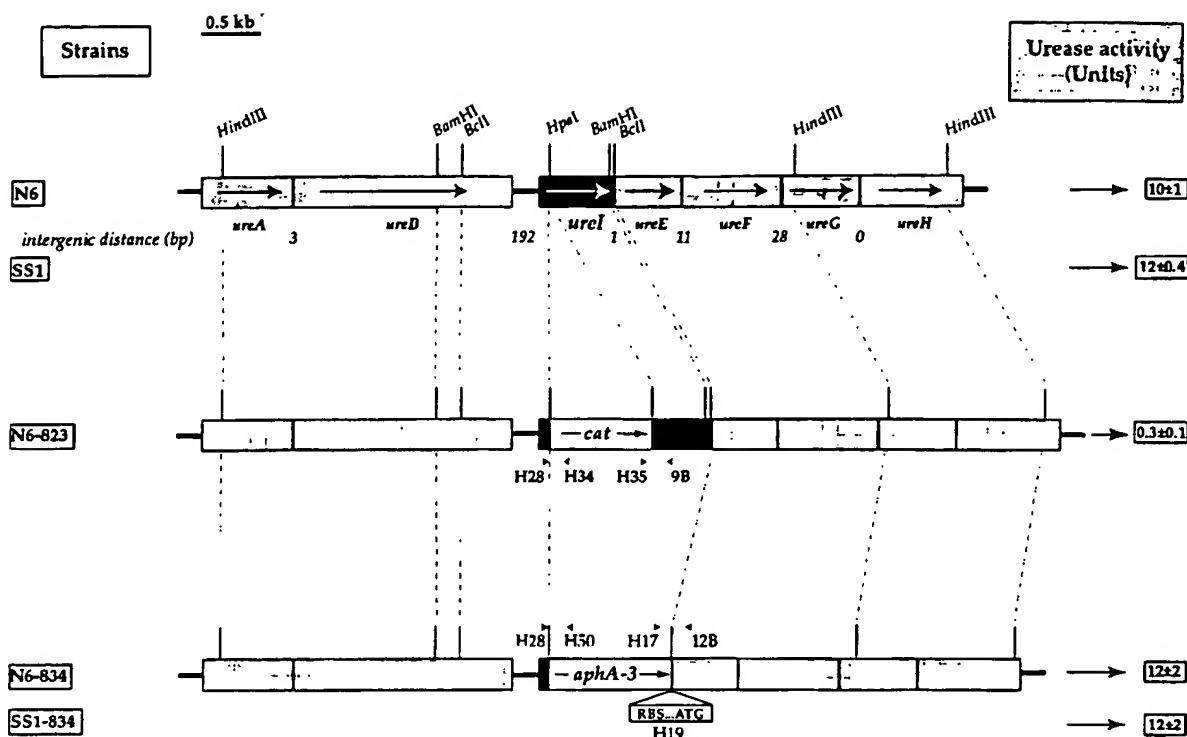 0.5 kb
Strains
Urease activity
(Units)
HindIII BamHI BclI HpaI BamHI BclI HindIII HindIII
N6 10±1
ureA ureB ureI ureE ureF ureG ureH
intergenic distance (bp) 3 192 1 11 28 0
SS1 12±0.4
N6-823 cat 0.3±0.1
H28 H34 H35 9B
H28 H50 H17 12B
N6-834 aphA-3 12±2
RBS...ATG
SS1-834 H19 12±2